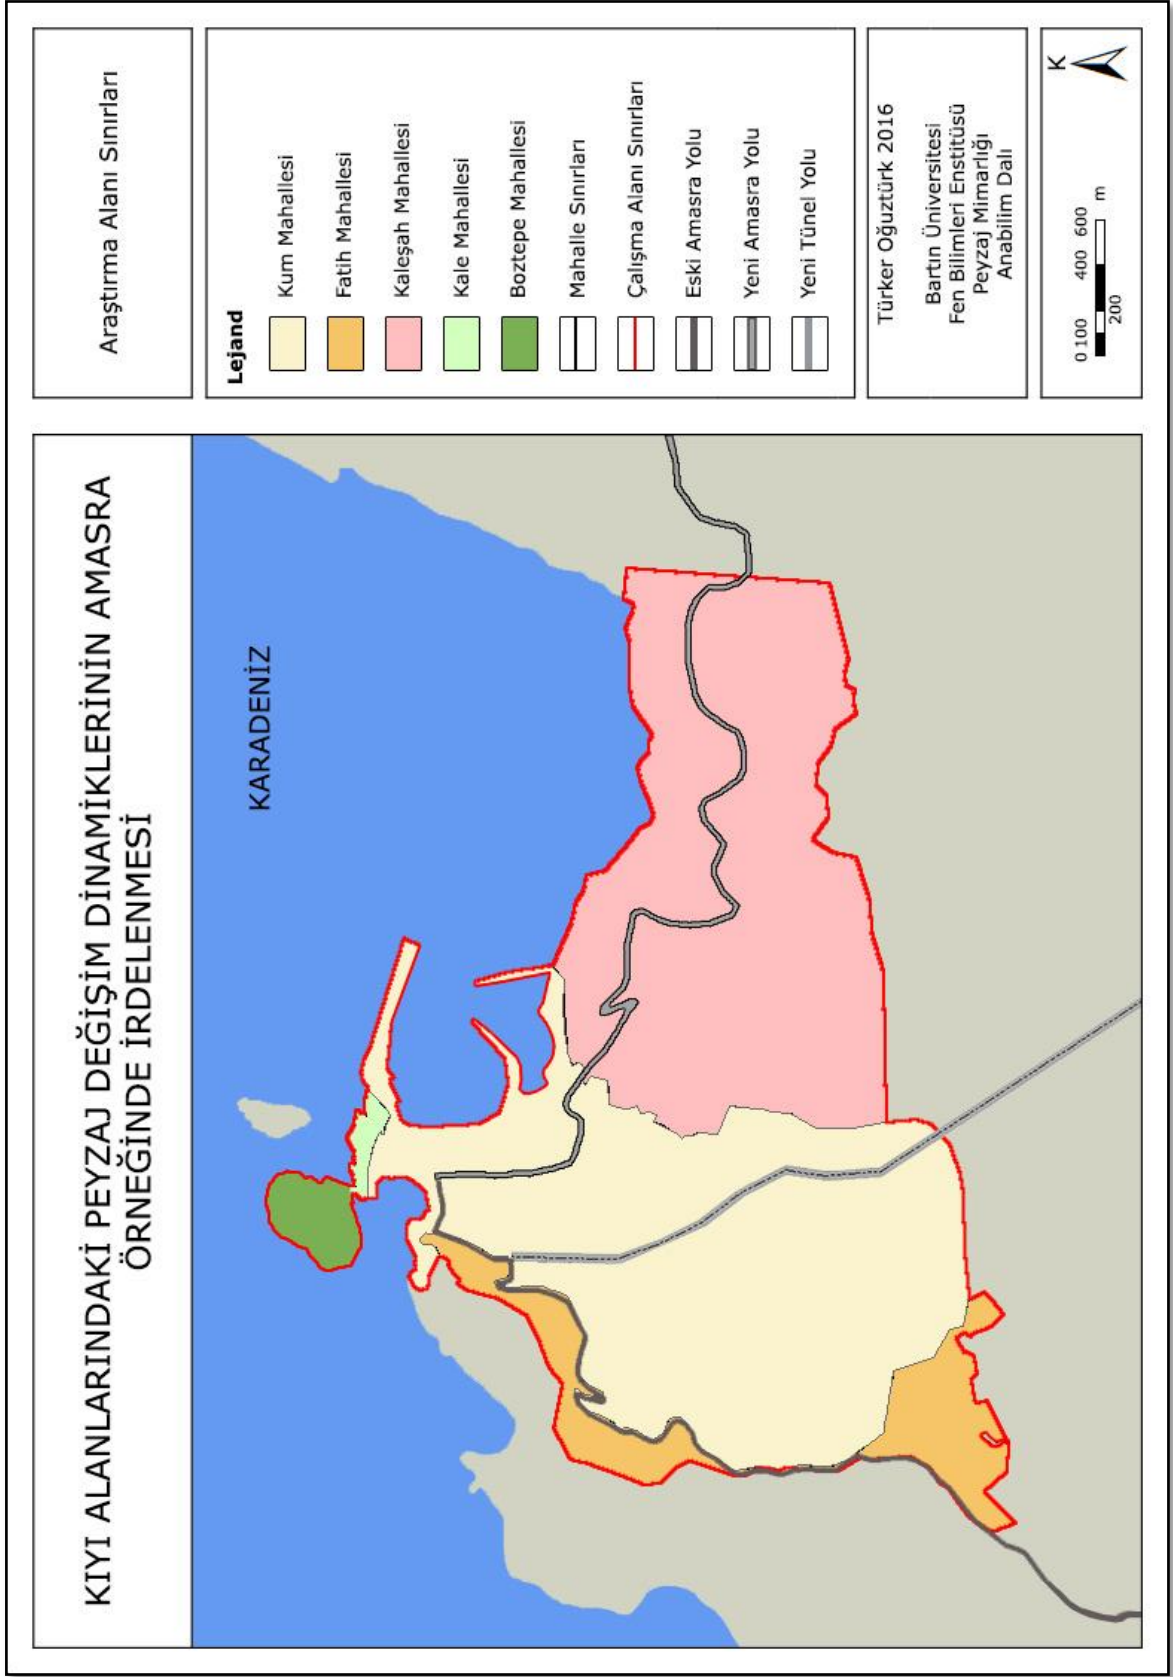 KIYI ALANLARINDAKİ PEYZAJ DEĞİŞİM DİNAMİKLERİNİN AMASRA
ÖRNEĞİNDE İRDELENMESİ
KARADENİZ
Araştırma Alanı Sınırları
Lejand
Kum Mahallesi
Fatih Mahallesi
Kaleşah Mahallesi
Kale Mahallesi
Boztepe Mahallesi
Mahalle Sınırları
Çalışma Alanı Sınırları
Eski Amasra Yolu
Yeni Amasra Yolu
Yeni Tünel Yolu
Türker Oğuztürk 2016
Bartın Üniversitesi
Fen Bilimleri Enstitüsü
Peyzaj Mimarlığı
Anabilim Dalı
K
0 100 400 600 m
200